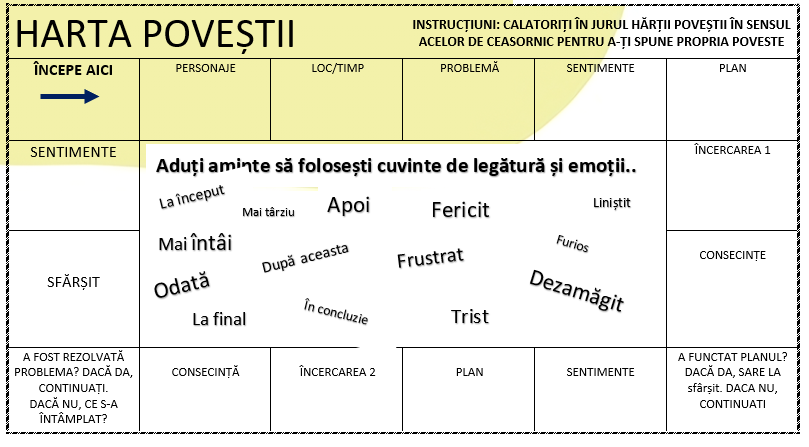 HARTA POVEȘTII
INSTRUCȚIUNI: CALATORIȚI ÎN JURUL HĂRȚII POVEȘTII ÎN SENSUL
ACELOR DE CEASORNIC PENTRU A-ȚI SPUNE PROPRIA POVESTE
ÎNCEPE AICI
PERSONAJE
LOC/TIMP
PROBLEMĂ
SENTIMENTE
PLAN
SENTIMENTE
Aduți aminte să folosești cuvinte de legătură și emoții..
ÎNCERCAREA 1
La început
Mai târziu
Apoi
Fericit
Liniștit
Mai întâi
După aceasta
Frustrat
Furios
CONSECINȚE
SFÂRȘIT
Odată
La final
În concluzie
Trist
Dezamăgit
A FOST REZOLVATĂ
PROBLEMA? DACĂ DA,
CONTINUAȚI.
DACĂ NU, CE S-A
ÎNTÂMPLAT?
CONSECINȚĂ
ÎNCERCAREA 2
PLAN
SENTIMENTE
A FUNCTAT PLANUL?
DACĂ DA, SARE LA
sfârșit. DACA NU,
CONTINUATI